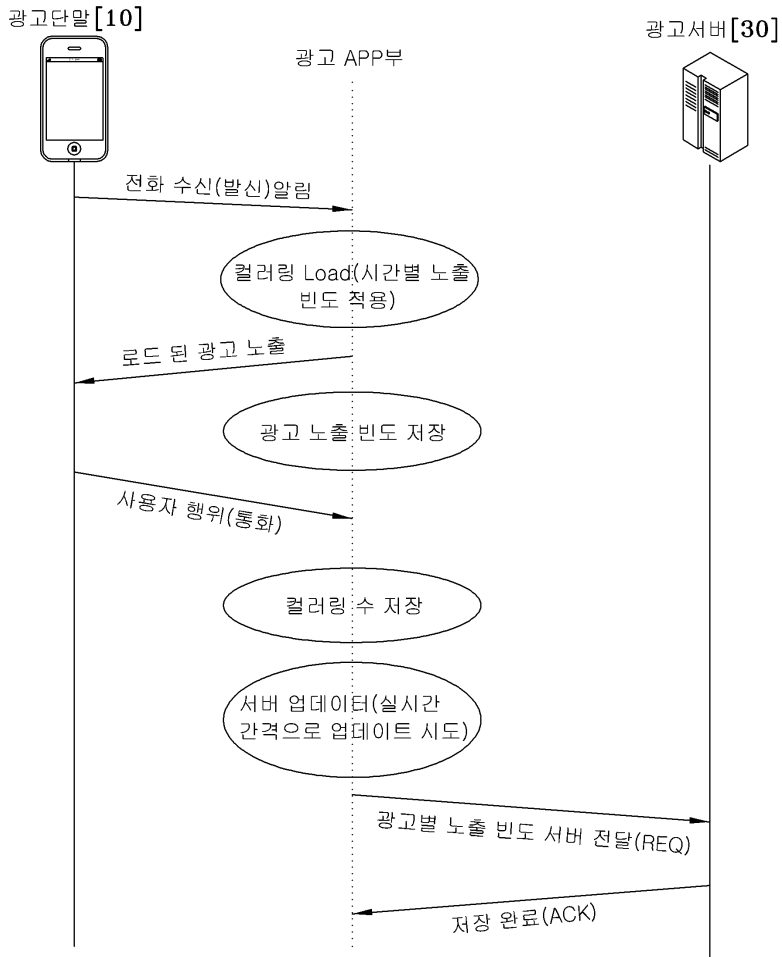 광고단말[10]
광고 APP부
광고서버[30]
전화 수신(발신)알림
컬러링 Load(시간별 노출
빈도 적용)
로드 된 광고 노출
광고 노출 빈도 저장
사용자 행위(통화)
컬러링 수 저장
서버 업데이터(실시간
간격으로 업데이트 시도)
광고별 노출 빈도 서버 전달(REQ)
저장 완료(ACK)